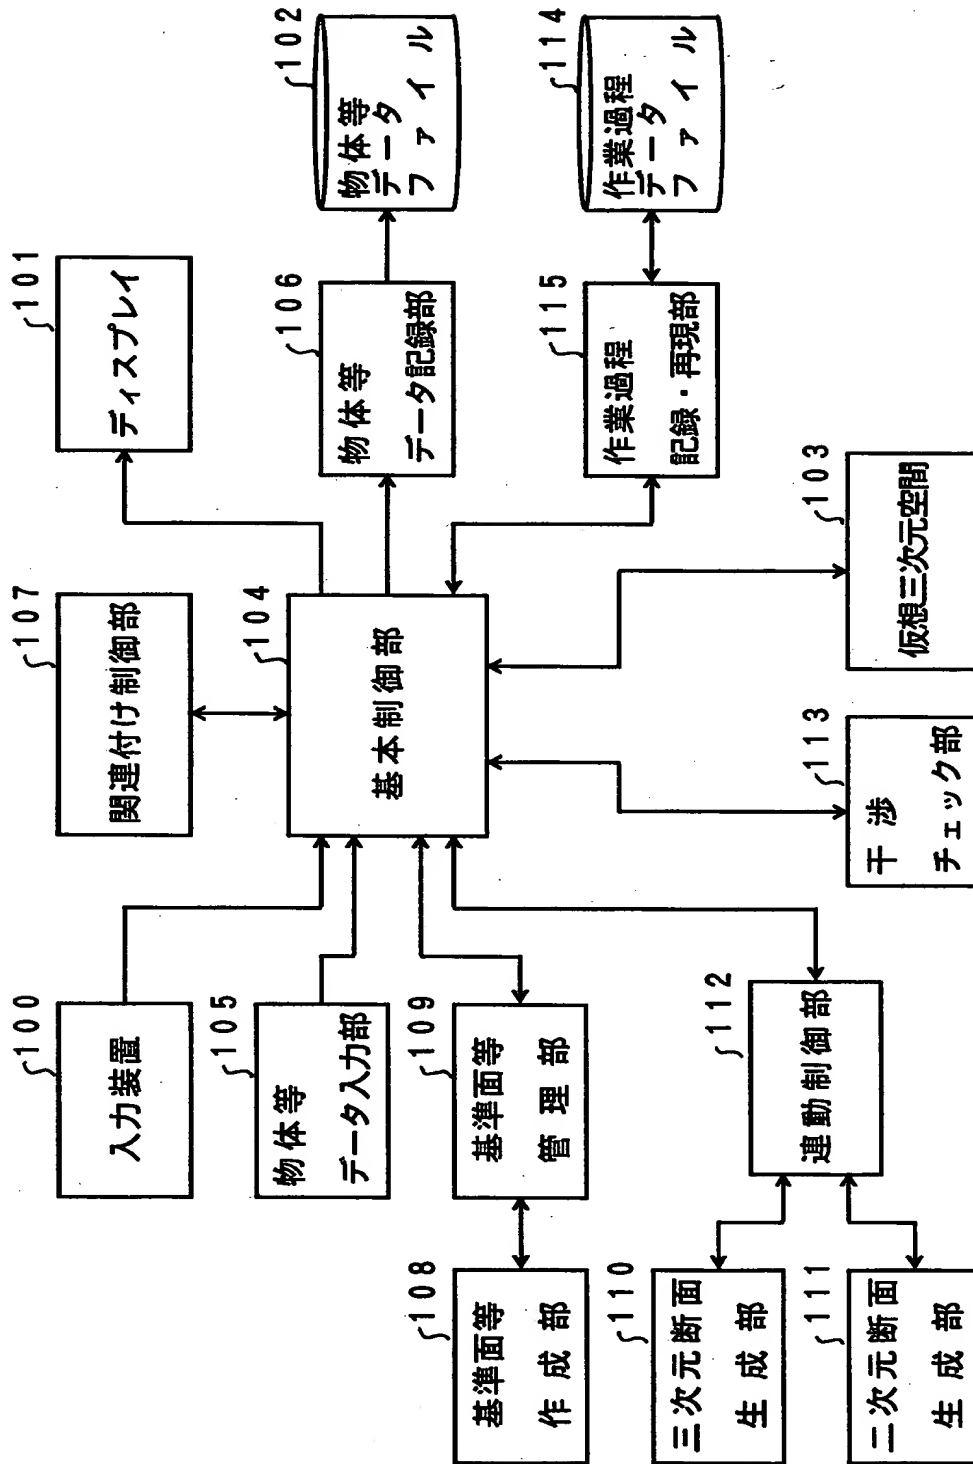 100
入力装置
107
関連付け制御部
101
ディスプレイ
105
物体等
データ入力部
104
基本制御部
106
物体等
データ記録部
102
物体等
データ
ファイル
108
基準面等
作成部
109
基準面等
管理部
115
作業過程
記録・再現部
114
作業過程
データ
ファイル
110
三次元断面
生成部
112
連動制御部
111
二次元断面
生成部
113
干渉
チェック部
103
仮想三次元空間